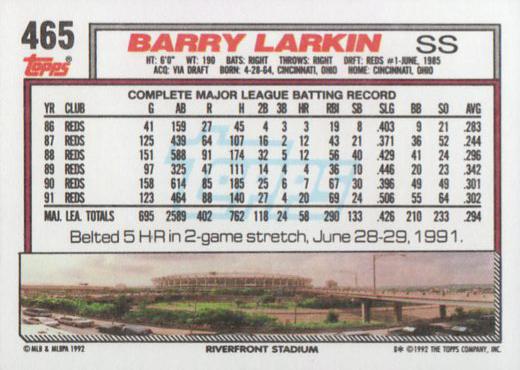 465
Topps
BARRY LARKIN SS
HT: 6'0" WT: 190 BATS: RIGHT THROWS: RIGHT DRFT: REDS #1-JUNE, 1985
ACQ: VIA DRAFT BORN: 4-28-64, CINCINNATI, OHIO HOME: CINCINNATI, OHIO
COMPLETE MAJOR LEAGUE BATTING RECORD
YR CLUB G AB R H 2B 3B HR RBI SB SLG BB SO AVG
86 REDS 41 159 27 45 4 3 3 19 8 .403 9 21 .283
87 REDS 125 439 64 107 16 2 12 43 21 .371 36 52 .244
88 REDS 151 588 91 174 32 5 12 56 40 .429 41 24 .296
89 REDS 97 325 47 111 14 4 4 36 10 .446 20 23 .342
90 REDS 158 614 85 185 25 6 7 67 30 .396 49 49 .301
91 REDS 123 464 88 140 27 4 20 69 24 .506 55 64 .302
MAJ. LEA. TOTALS 695 2589 402 762 118 24 58 290 133 .426 210 233 .294
Topps
Belted 5 H-R in 2-game stretch, June 28-29, 1991.
© MLB & MLBPA 1992 RIVERFRONT STADIUM B* © 1992 THE TOPPS COMPANY, INC.